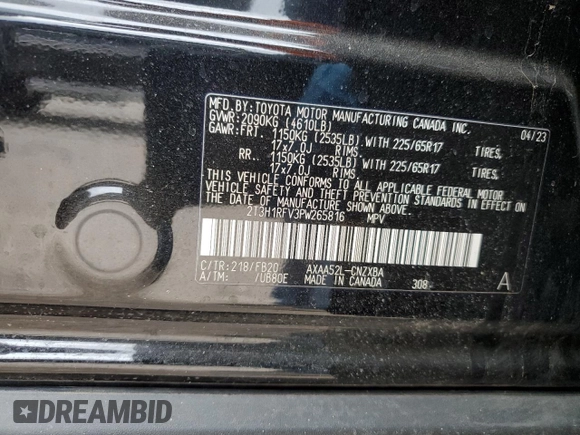 MFD. BY: TOYOTA MOTOR MANUFACTURING CANADA INC.
GVWR: 2090KG (4610LB) 04/23
GAWR: FRT. 1150KG (2535LB) WITH 225/65R17 TIRES,
17x7.0J RIMS,
RR. 1150KG (2535LB) WITH 225/65R17 TIRES,
17x7.0J RIMS,
THIS VEHICLE CONFORMS TO ALL APPLICABLE FEDERAL MOTOR
VEHICLE SAFETY STANDARDS IN EFFECT ON
THE DATE OF MANUFACTURE SHOWN ABOVE.
2T3H1RFV3PW265816 MPV
C/TR: 218/FB20 AXAA52L-CNZXBA A
A/TM: /UB80E MADE IN CANADA 308
DREAMBID